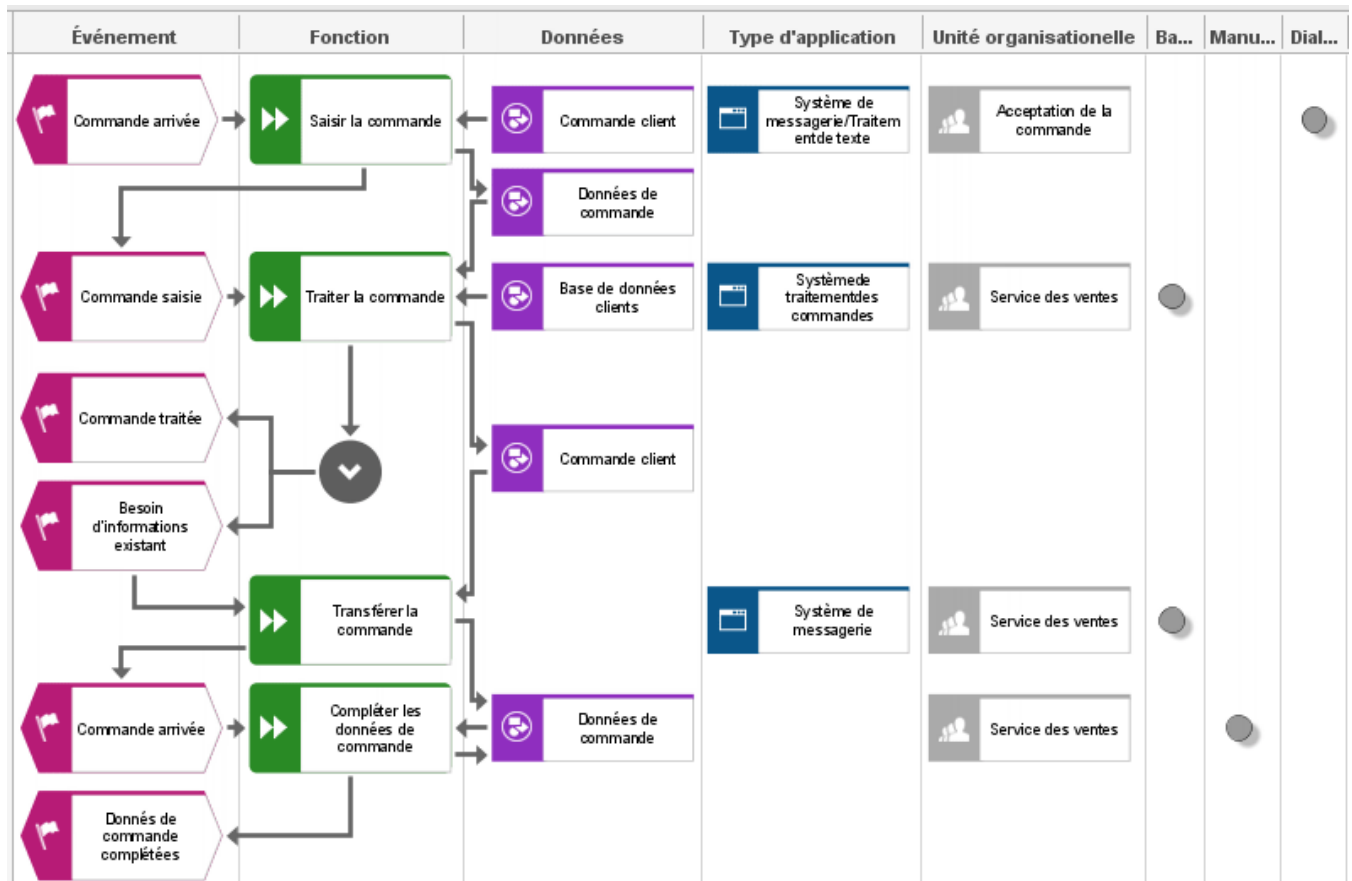 Événement
Fonction
Données
Type d'application
Unité organisationelle
Ba...
Manu...
Dial...
Commande arrivée
Saisir la commande
Commande client
Système de
messagerie/Traitem
entde texte
Acceptation de la
commande
Données de
commande
Commande saisie
Traiter la commande
Base de données
clients
Systèmede
traitementdes
commandes
Service des ventes
Commande traitée
Commande client
Besoin
d'informations
existant
Transférer la
commande
Système de
messagerie
Service des ventes
Commande arrivée
Compléter les
données de
commande
Données de
commande
Service des ventes
Donnés de
commande
complétées